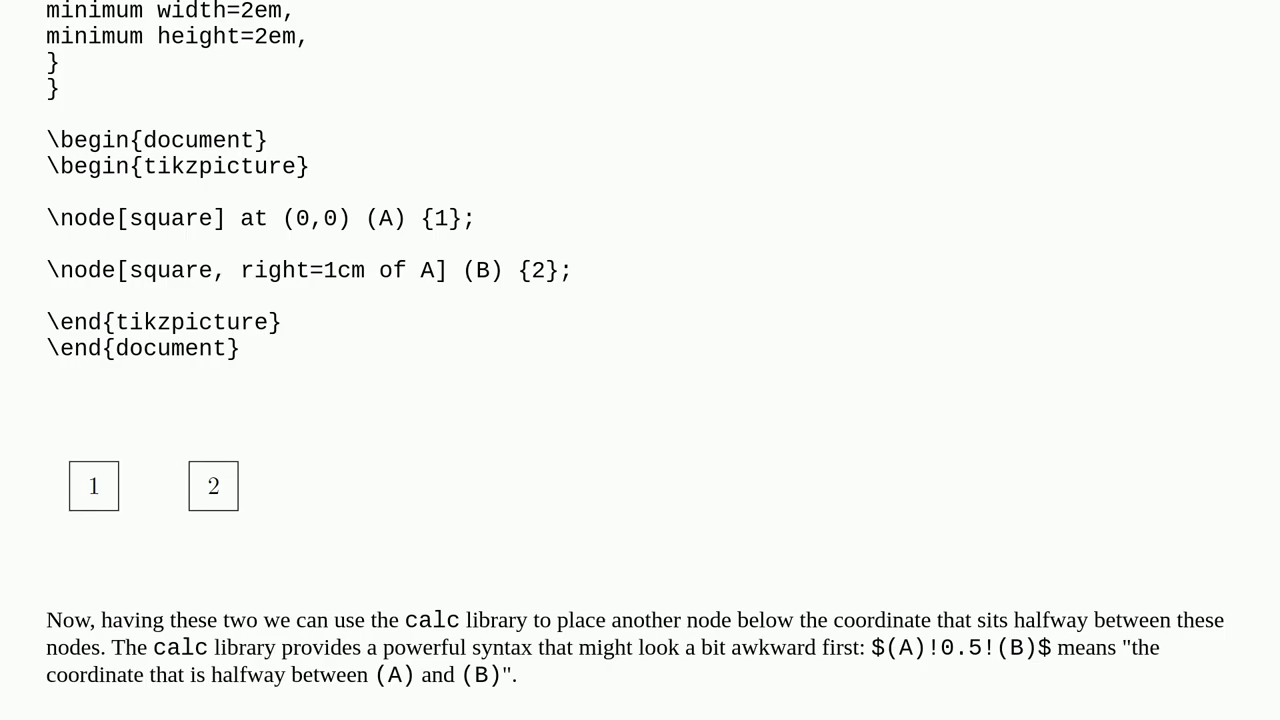 minimum width=2em,
minimum height=2em,
}
}
\begin{document}
\begin{tikzpicture}
\node[square] at (0,0) (A) {1};
\node[square, right=1cm of A] (B) {2};
\end{tikzpicture}
\end{document}
1 2
Now, having these two we can use the calc library to place another node below the coordinate that sits halfway between these
nodes. The calc library provides a powerful syntax that might look a bit awkward first: $(A)!0.5!(B)$ means "the
coordinate that is halfway between (A) and (B)".